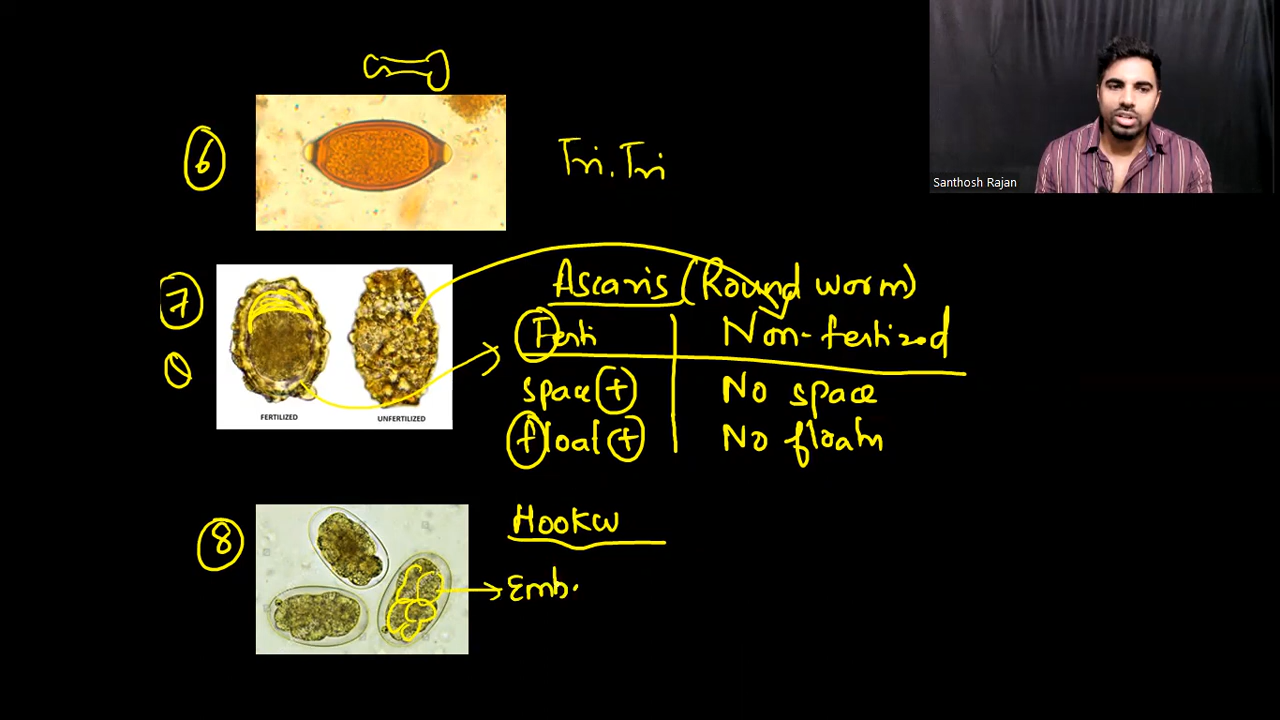 6
Tri. Tri
Santhosh Rajan
7
Ascaris (Round worm)
Ferti Non-fertized
space + No space
float + No floatn
FERTILIZED UNFERTILIZED
8
Hookw
Emb.